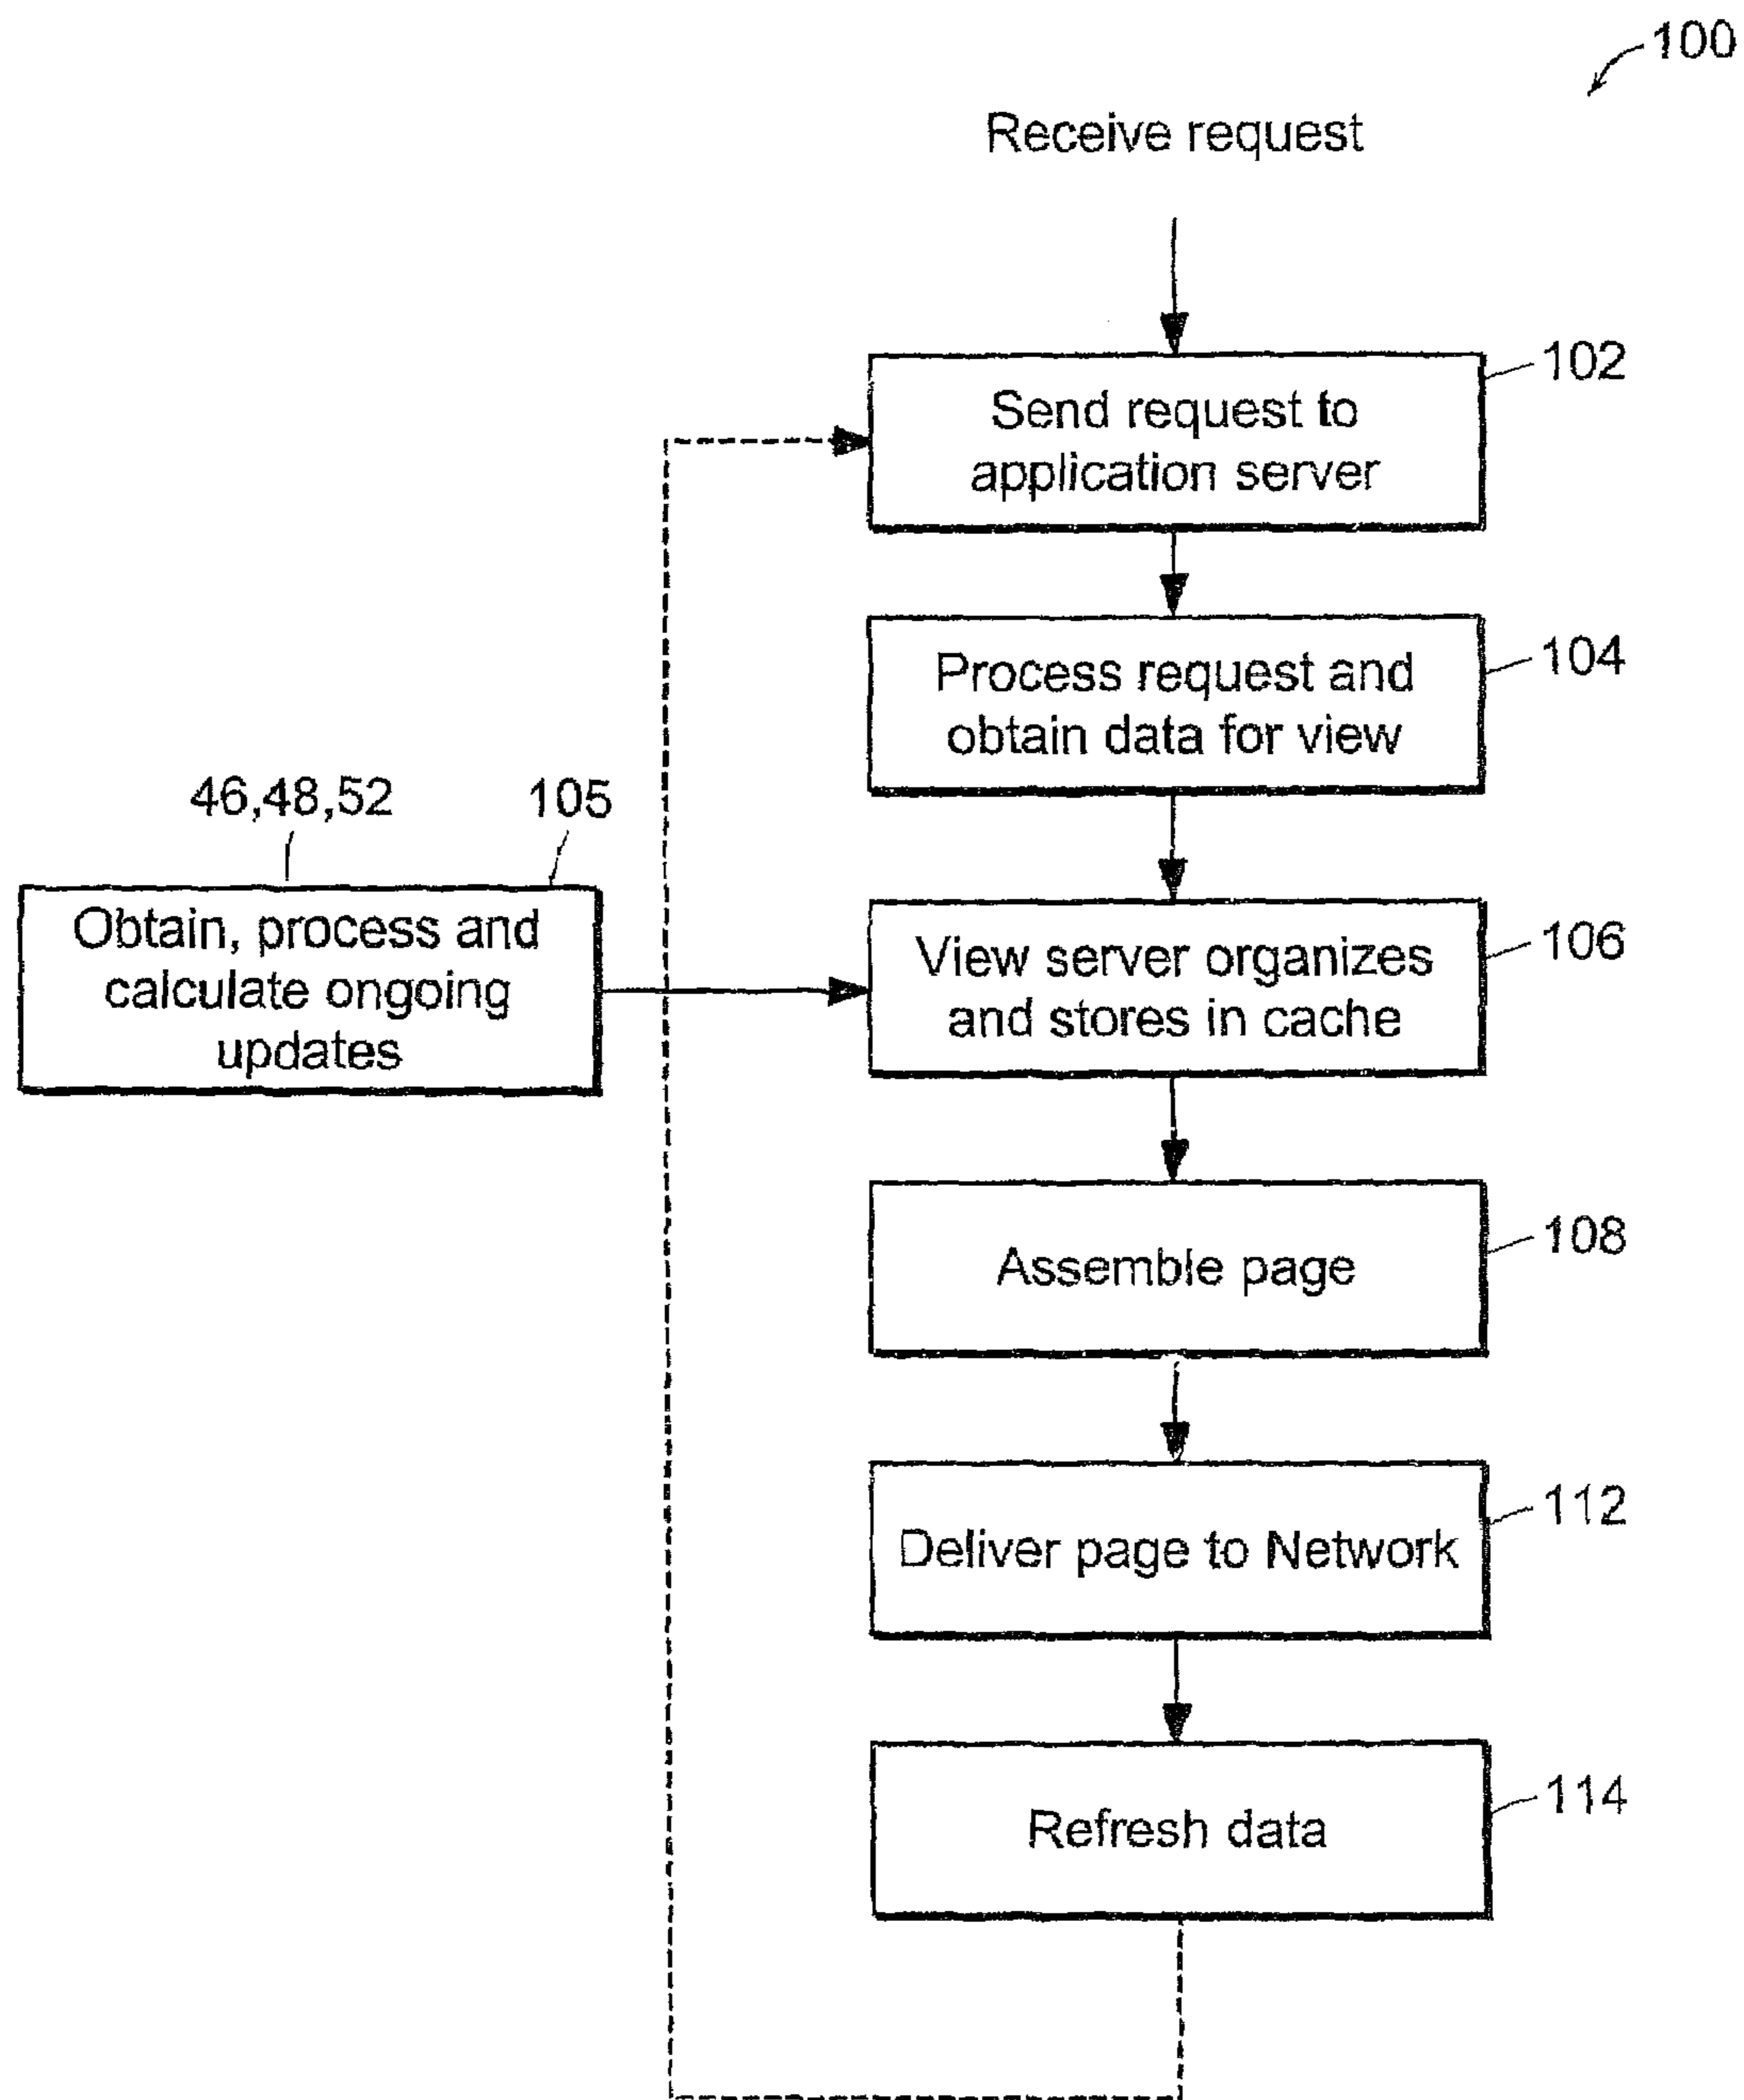 100
Receive request
102
Send request to
application server
104
Process request and
obtain data for view
46,48,52
105
Obtain, process and
calculate ongoing
updates
106
View server organizes
and stores in cache
108
Assemble page
112
Deliver page to Network
114
Refresh data